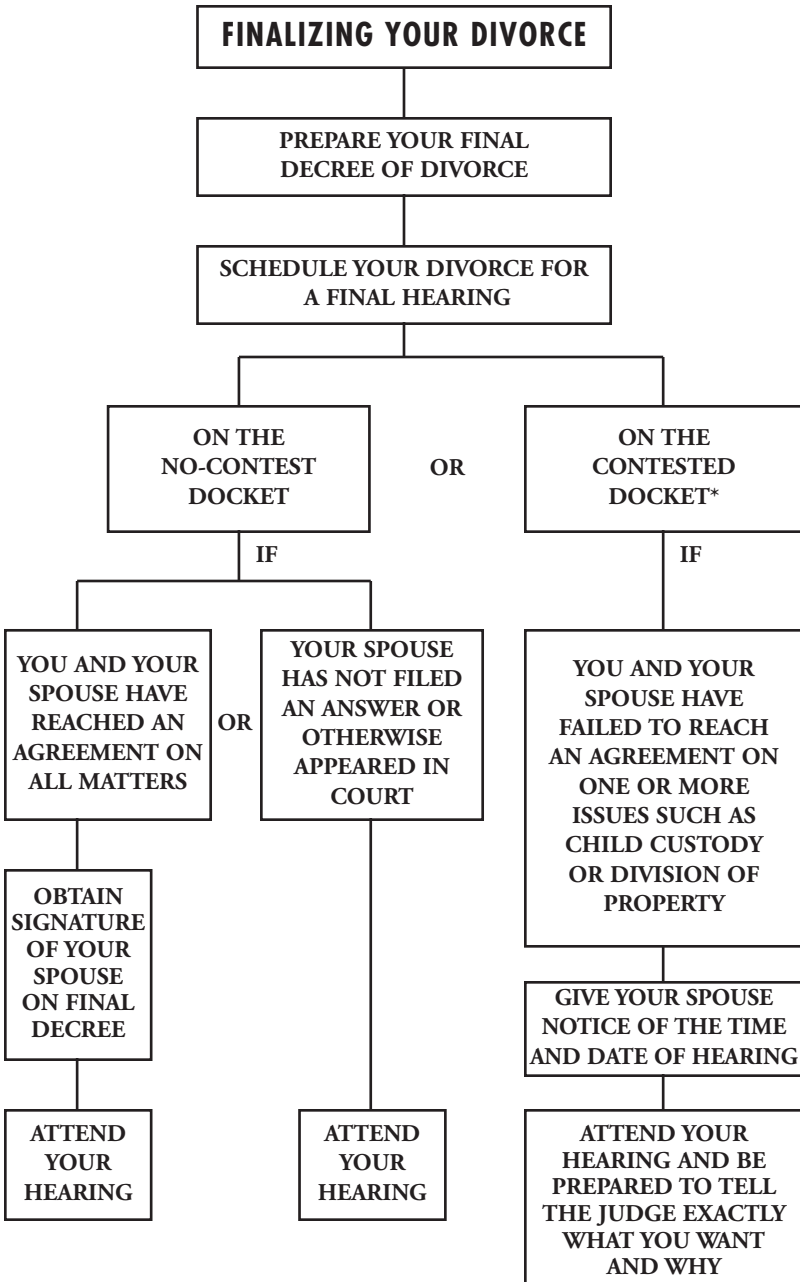 FINALIZING YOUR DIVORCE
PREPARE YOUR FINAL
DECREE OF DIVORCE
SCHEDULE YOUR DIVORCE FOR
A FINAL HEARING
ON THE
NO-CONTEST
DOCKET
OR
ON THE
CONTESTED
DOCKET*
IF
IF
YOU AND YOUR
SPOUSE HAVE
REACHED AN
AGREEMENT ON
ALL MATTERS
OR
YOUR SPOUSE
HAS NOT FILED
AN ANSWER OR
OTHERWISE
APPEARED IN
COURT
YOU AND YOUR
SPOUSE HAVE
FAILED TO REACH
AN AGREEMENT ON
ONE OR MORE
ISSUES SUCH AS
CHILD CUSTODY
OR DIVISION OF
PROPERTY
OBTAIN
SIGNATURE
OF YOUR
SPOUSE
ON FINAL
DECREE
GIVE YOUR SPOUSE
NOTICE OF THE TIME
AND DATE OF HEARING
ATTEND
YOUR
HEARING
ATTEND
YOUR
HEARING
ATTEND YOUR
HEARING AND BE
PREPARED TO TELL
THE JUDGE EXACTLY
WHAT YOU WANT
AND WHY